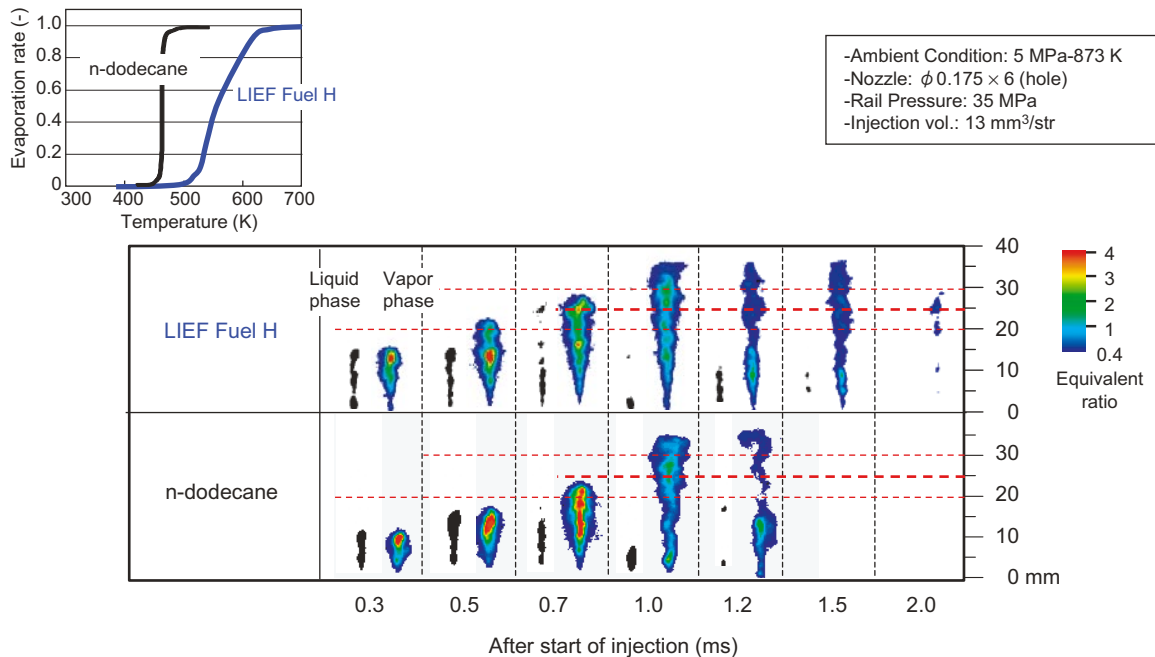 Evaporation rate (-)
1.0
0.8
0.6
0.4
0.2
0
n-dodecane
LIEF Fuel H
300 400 500 600 700
Temperature (K)
-Ambient Condition: 5 MPa-873 K
-Nozzle: ϕ 0.175 × 6 (hole)
-Rail Pressure: 35 MPa
-Injection vol.: 13 mm³/str
Liquid phase
Vapor phase
LIEF Fuel H
40
30
20
10
0
n-dodecane
30
20
10
0 mm
4
3
2
1
0.4
Equivalent
ratio
0.3 0.5 0.7 1.0 1.2 1.5 2.0
After start of injection (ms)